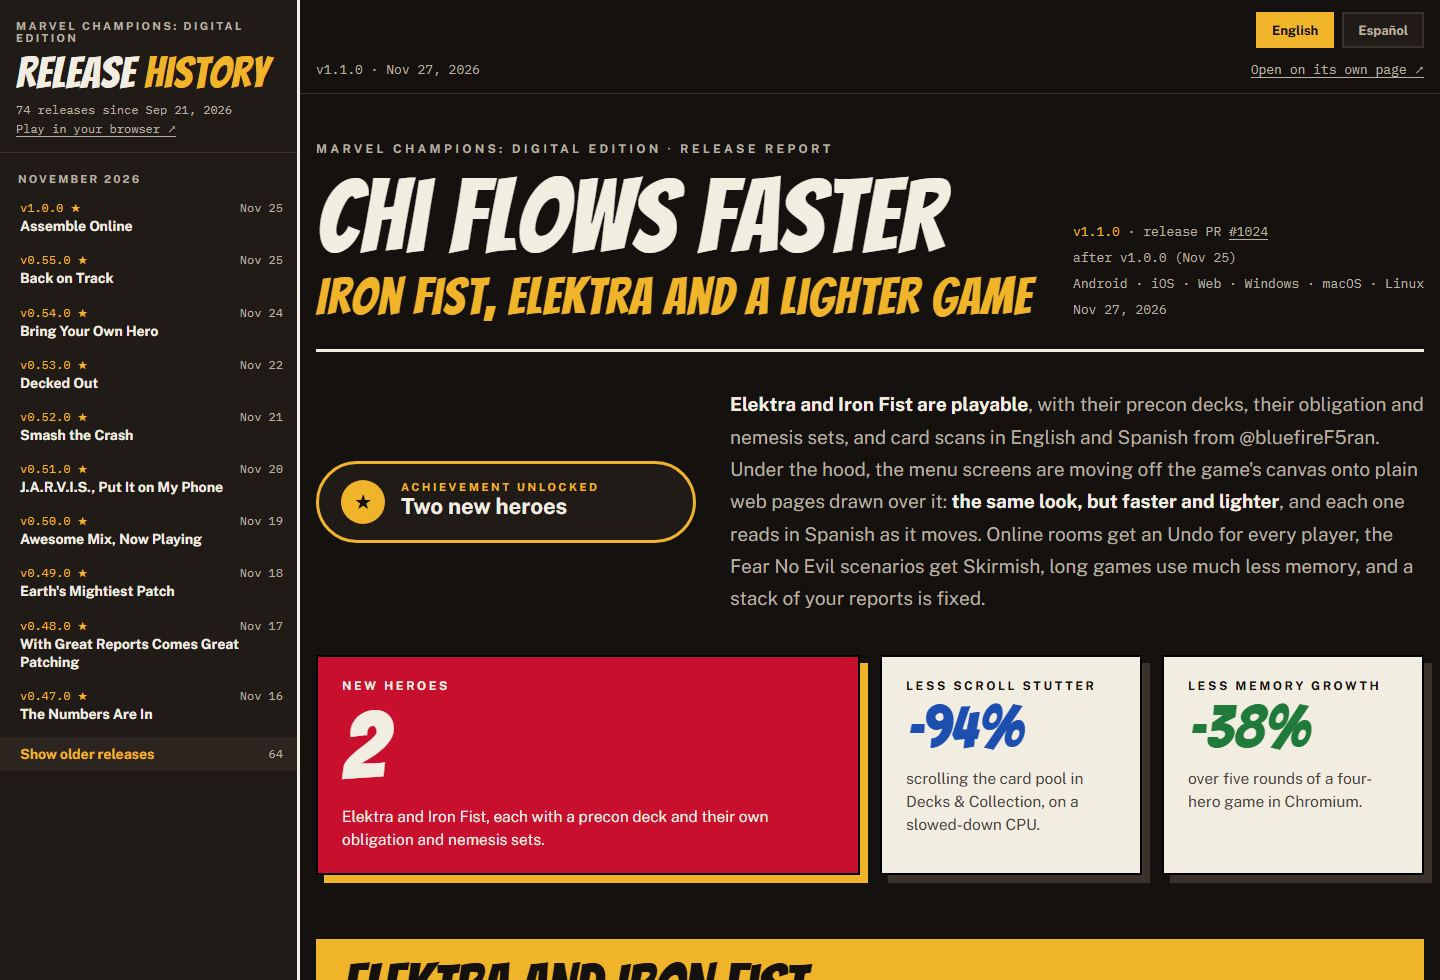 MARVEL CHAMPIONS: DIGITAL
EDITION
RELEASE HISTORY
74 releases since Sep 21, 2026
Play in your browser ↗
NOVEMBER 2026
v1.0.0 ★ Nov 25
Assemble Online
v0.55.0 ★ Nov 25
Back on Track
v0.54.0 ★ Nov 24
Bring Your Own Hero
v0.53.0 ★ Nov 22
Decked Out
v0.52.0 ★ Nov 21
Smash the Crash
v0.51.0 ★ Nov 20
J.A.R.V.I.S., Put It on My Phone
v0.50.0 ★ Nov 19
Awesome Mix, Now Playing
v0.49.0 ★ Nov 18
Earth's Mightiest Patch
v0.48.0 ★ Nov 17
With Great Reports Comes Great
Patching
v0.47.0 ★ Nov 16
The Numbers Are In
Show older releases 64
English Español
v1.1.0 · Nov 27, 2026 Open on its own page ↗
MARVEL CHAMPIONS: DIGITAL EDITION · RELEASE REPORT
CHI FLOWS FASTER
IRON FIST, ELEKTRA AND A LIGHTER GAME
v1.1.0 · release PR #1024
after v1.0.0 (Nov 25)
Android · iOS · Web · Windows · macOS · Linux
Nov 27, 2026
ACHIEVEMENT UNLOCKED
★ Two new heroes
Elektra and Iron Fist are playable, with their precon decks, their obligation and
nemesis sets, and card scans in English and Spanish from @bluefireF5ran.
Under the hood, the menu screens are moving off the game's canvas onto plain
web pages drawn over it: the same look, but faster and lighter, and each one
reads in Spanish as it moves. Online rooms get an Undo for every player, the
Fear No Evil scenarios get Skirmish, long games use much less memory, and a
stack of your reports is fixed.
NEW HEROES
2
Elektra and Iron Fist, each with a precon deck and their own
obligation and nemesis sets.
LESS SCROLL STUTTER
-94%
scrolling the card pool in
Decks & Collection, on a
slowed-down CPU.
LESS MEMORY GROWTH
-38%
over five rounds of a four-
hero game in Chromium.
ELEKTRA AND IRON FIST